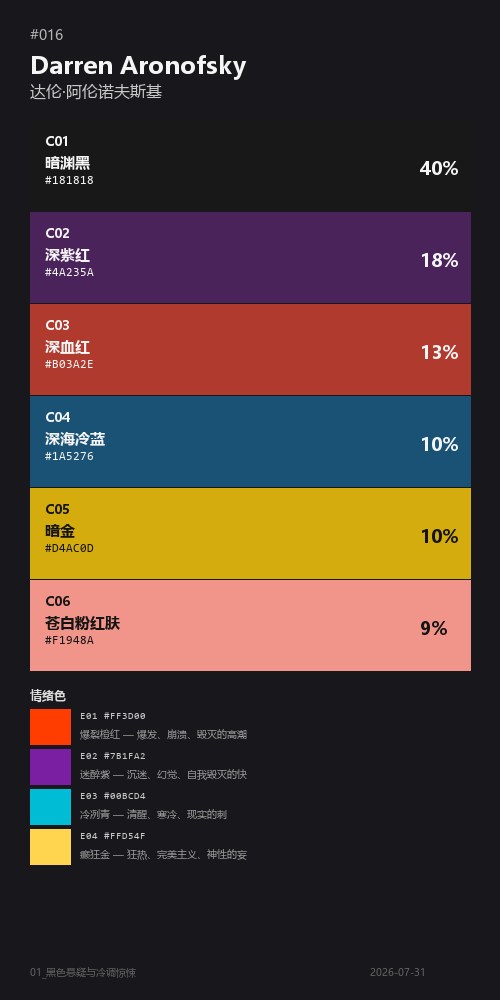 #016
Darren Aronofsky
达伦·阿伦诺夫斯基
C01
暗渊黑
#181818
40%
C02
深紫红
#4A235A
18%
C03
深血红
#B03A2E
13%
C04
深海冷蓝
#1A5276
10%
C05
暗金
#D4AC0D
10%
C06
苍白粉红肤
#F1948A
9%
情绪色
E01 #FF3D00
爆裂橙红 — 爆发、崩溃、毁灭的高潮
E02 #7B1FA2
迷醉紫 — 沉迷、幻觉、自我毁灭的快
E03 #00BCD4
冷冽青 — 清醒、寒冷、现实的刺
E04 #FFD54F
癫狂金 — 狂热、完美主义、神性的妄
01_黑色悬疑与冷调惊悚
2026-07-31